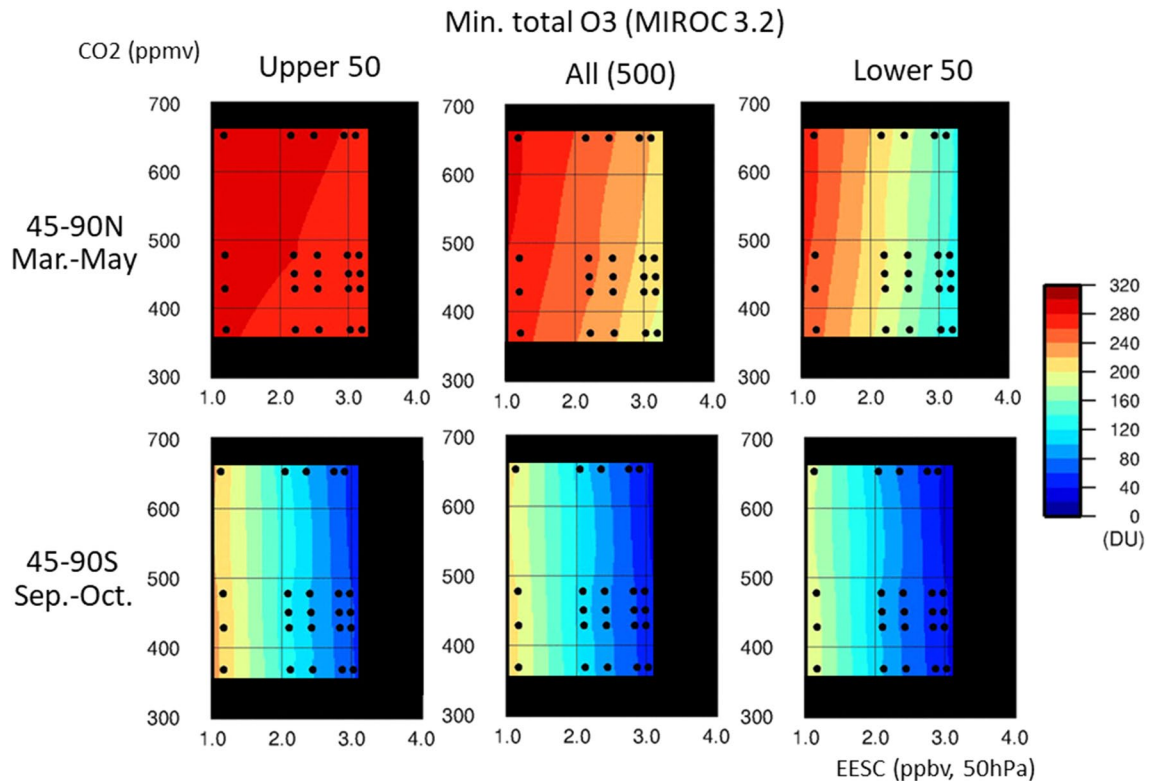 Min. total O3 (MIROC 3.2)
CO2 (ppmv)
Upper 50
All (500)
Lower 50
45-90N
Mar.-May
700
600
500
400
300
1.0 2.0 3.0 4.0
700
600
500
400
300
1.0 2.0 3.0 4.0
700
600
500
400
300
1.0 2.0 3.0 4.0
320
280
240
200
160
120
80
40
0
(DU)
45-90S
Sep.-Oct.
700
600
500
400
300
1.0 2.0 3.0 4.0
700
600
500
400
300
1.0 2.0 3.0 4.0
700
600
500
400
300
1.0 2.0 3.0 4.0
EESC (ppbv, 50hPa)